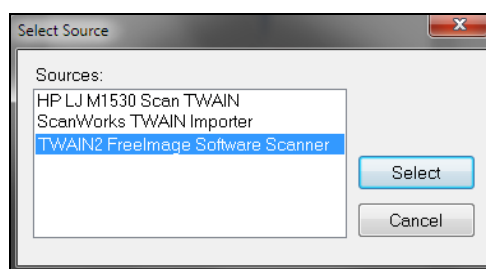 Select Source
Sources:
HP LJ M1530 Scan TWAIN
ScanWorks TWAIN Importer
TWAIN2 FreeImage Software Scanner
Select
Cancel